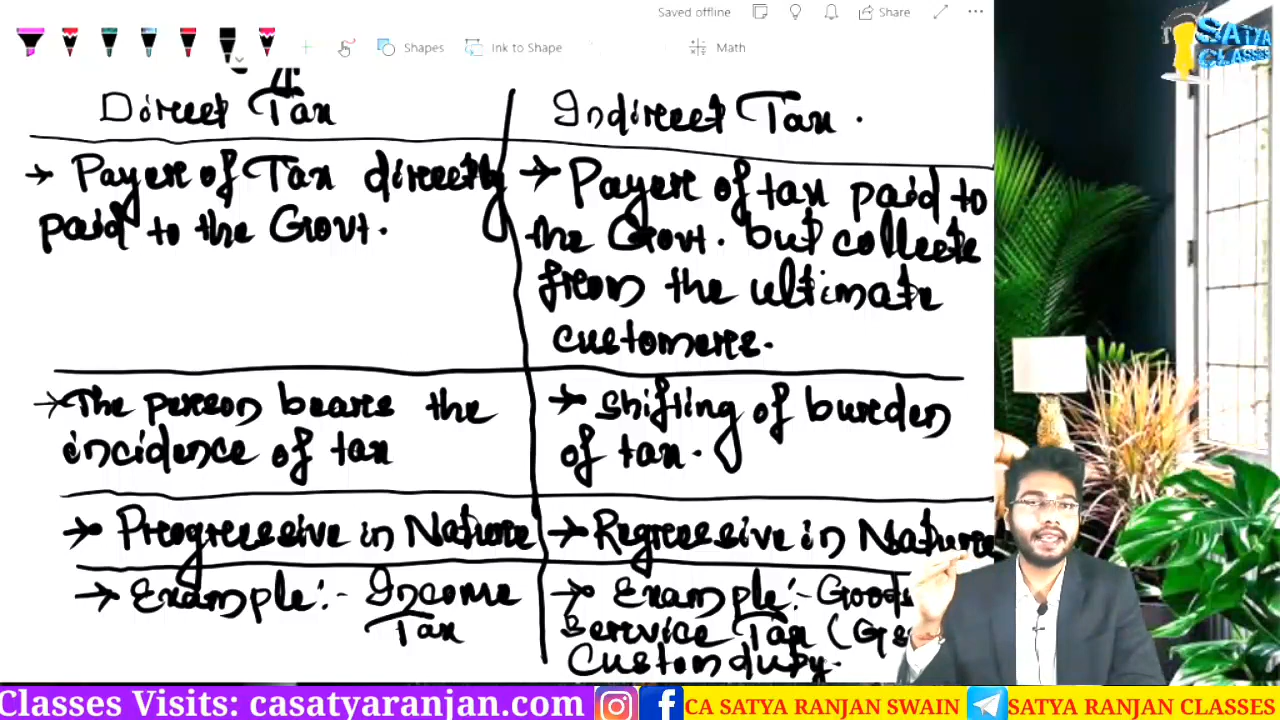 Saved offline
Share
Shapes
Ink to Shape
Math
SATYA
CLASSES
Direct Tax
Indirect Tax.
→ Payer of Tax directly
paid to the Govt.
→ Payer of tax paid to
the Govt. but collects
from the ultimate
customers.
→ The person bears the
incidence of tax
→ Shifting of burden
of tax.
→ Progressive in Nature
→ Regressive in Nature
→ Example:- Income
Tax
→ Example:- Goods
Service Tax (GS
Custom duty.
Classes Visits: casatyaranjan.com
CA SATYA RANJAN SWAIN
SATYA RANJAN CLASSES